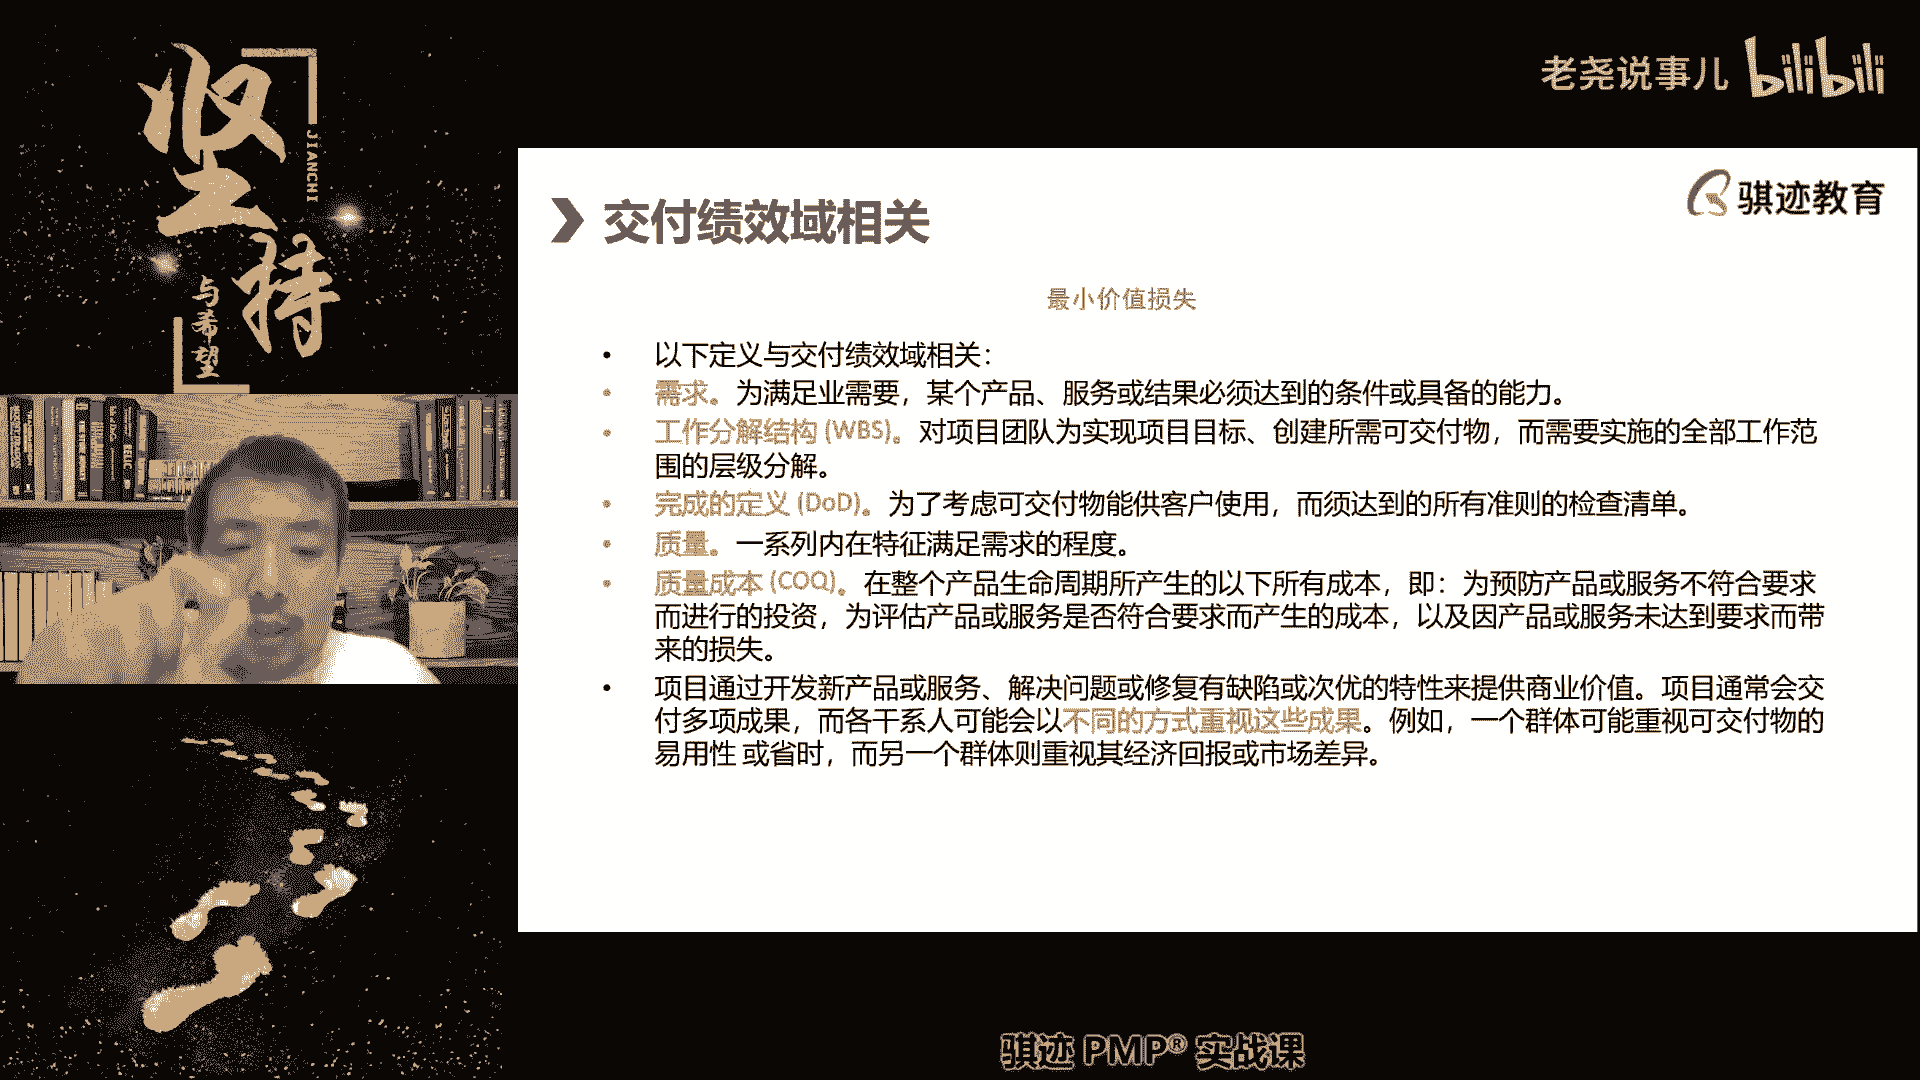 坚
持
JIANCHI
与希望
老尧说事儿 bilibili
骐迹教育
交付绩效域相关
最小价值损失
• 以下定义与交付绩效域相关：
• 需求。为满足业需要，某个产品、服务或结果必须达到的条件或具备的能力。
• 工作分解结构 (WBS)。对项目团队为实现项目目标、创建所需可交付物，而需要实施的全部工作范
围的层级分解。
• 完成的定义 (DoD)。为了考虑可交付物能供客户使用，而须达到的所有准则的检查清单。
• 质量。一系列内在特征满足需求的程度。
• 质量成本 (COQ)。在整个产品生命周期所产生的以下所有成本，即：为预防产品或服务不符合要求
而进行的投资，为评估产品或服务是否符合要求而产生的成本，以及因产品或服务未达到要求而带
来的损失。
• 项目通过开发新产品或服务、解决问题或修复有缺陷或次优的特性来提供商业价值。项目通常会交
付多项成果，而各干系人可能会以不同的方式重视这些成果。例如，一个群体可能重视可交付物的
易用性 或省时，而另一个群体则重视其经济回报或市场差异。
骐迹 PMP® 实战课